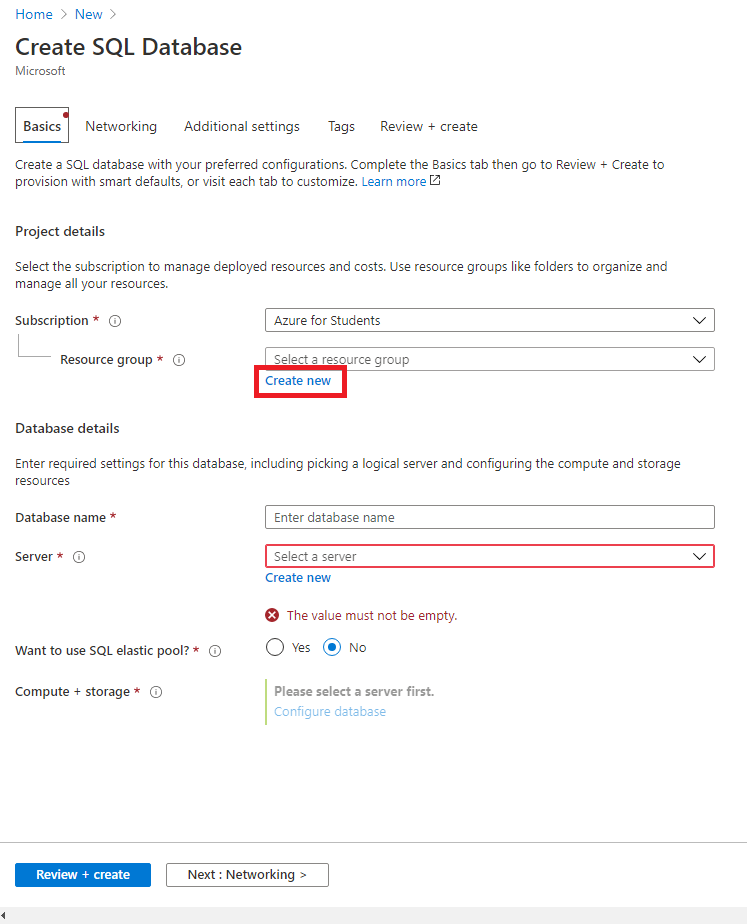 Home > New >
Create SQL Database
Microsoft
Basics Networking Additional settings Tags Review + create
Create a SQL database with your preferred configurations. Complete the Basics tab then go to Review + Create to
provision with smart defaults, or visit each tab to customize. Learn more
Project details
Select the subscription to manage deployed resources and costs. Use resource groups like folders to organize and
manage all your resources.
Subscription * Azure for Students
Resource group * Select a resource group
Create new
Database details
Enter required settings for this database, including picking a logical server and configuring the compute and storage
resources
Database name * Enter database name
Server * Select a server
Create new
The value must not be empty.
Want to use SQL elastic pool? * Yes No
Compute + storage * Please select a server first.
Configure database
Review + create Next : Networking >